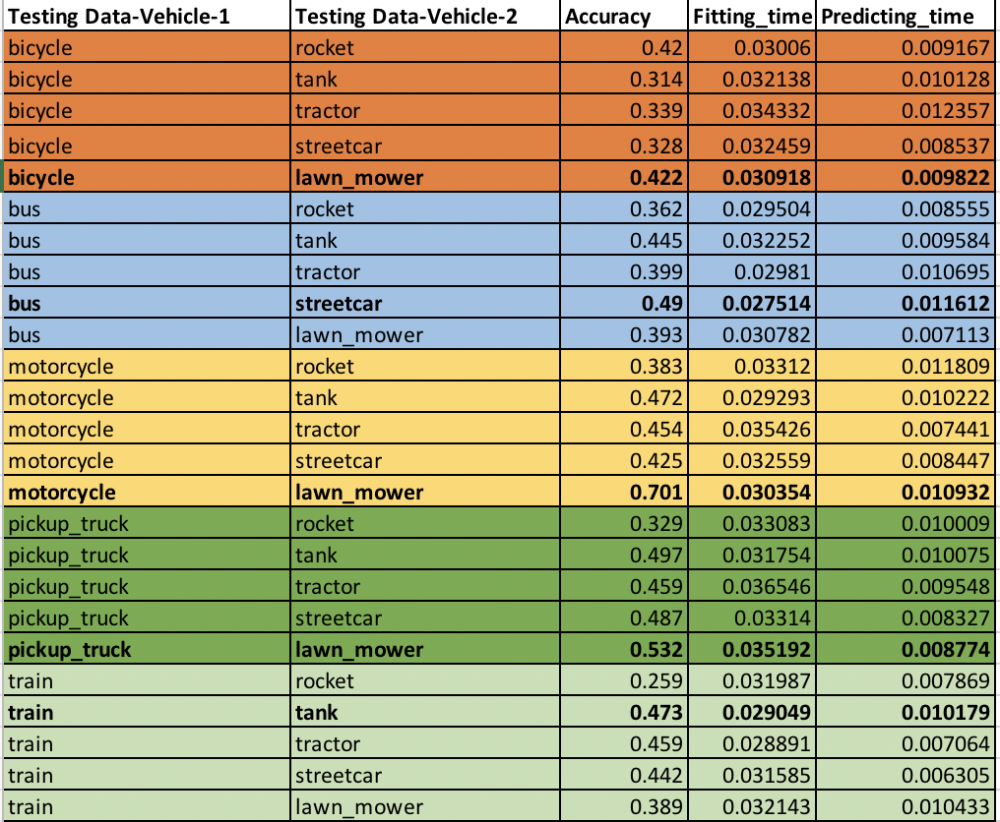 Testing Data-Vehicle-1 Testing Data-Vehicle-2 Accuracy Fitting_time Predicting_time
bicycle rocket 0.42 0.03006 0.009167
bicycle tank 0.314 0.032138 0.010128
bicycle tractor 0.339 0.034332 0.012357
bicycle streetcar 0.328 0.032459 0.008537
bicycle lawn_mower 0.422 0.030918 0.009822
bus rocket 0.362 0.029504 0.008555
bus tank 0.445 0.032252 0.009584
bus tractor 0.399 0.02981 0.010695
bus streetcar 0.49 0.027514 0.011612
bus lawn_mower 0.393 0.030782 0.007113
motorcycle rocket 0.383 0.03312 0.011809
motorcycle tank 0.472 0.029293 0.010222
motorcycle tractor 0.454 0.035426 0.007441
motorcycle streetcar 0.425 0.032559 0.008447
motorcycle lawn_mower 0.701 0.030354 0.010932
pickup_truck rocket 0.329 0.033083 0.010009
pickup_truck tank 0.497 0.031754 0.010075
pickup_truck tractor 0.459 0.036546 0.009548
pickup_truck streetcar 0.487 0.03314 0.008327
pickup_truck lawn_mower 0.532 0.035192 0.008774
train rocket 0.259 0.031987 0.007869
train tank 0.473 0.029049 0.010179
train tractor 0.459 0.028891 0.007064
train streetcar 0.442 0.031585 0.006305
train lawn_mower 0.389 0.032143 0.010433